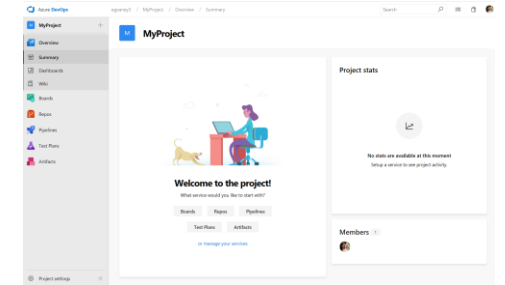 Azure DevOps
/ MyProject / Overview / Summary
Search
M MyProject +
Overview
Summary
Dashboards
Wiki
Boards
Repos
Pipelines
Test Plans
Artifacts
Project settings
M MyProject
Welcome to the project!
What service would you like to start with?
Boards Repos Pipelines
Test Plans Artifacts
or manage your services
Project stats
No stats are available at this moment
Setup a service to see project activity
Members 1